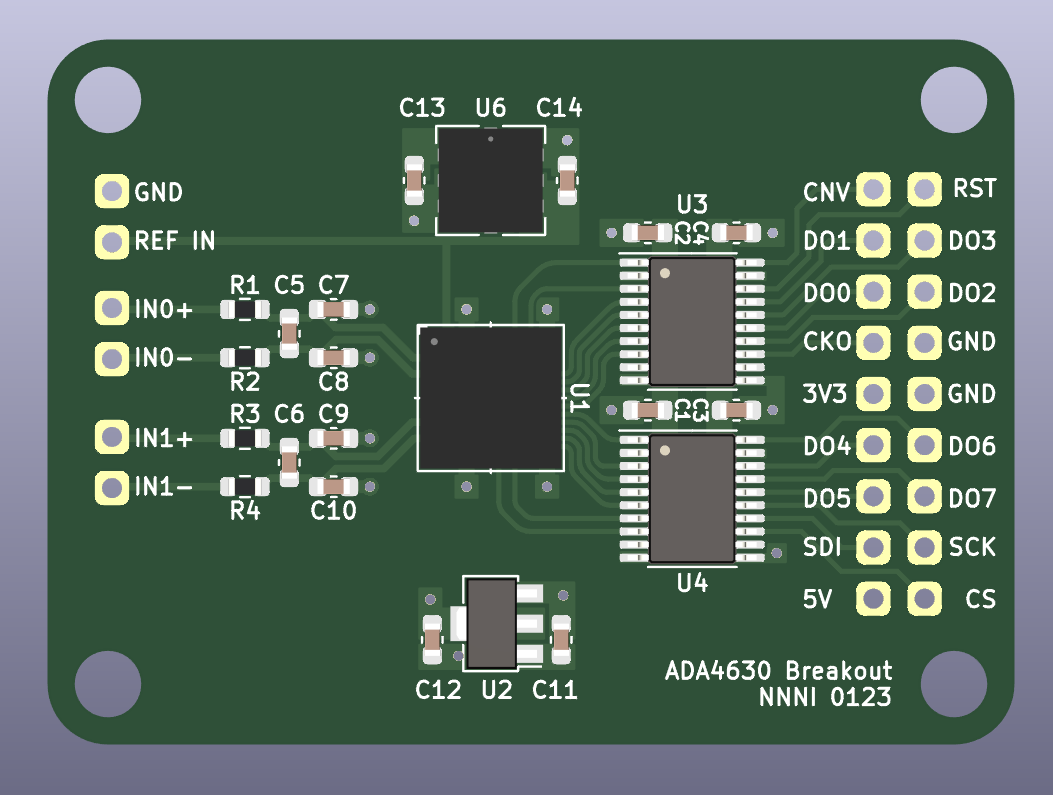 C13 U6 C14
GND
REF IN
IN0+
IN0-
IN1+
IN1-
R1 C5 C7
R2 C8
R3 C6 C9
R4 C10
U1
U3
C2 C4
C1 C3
U4
CNV RST
DO1 DO3
DO0 DO2
CKO GND
3V3 GND
DO4 DO6
DO5 DO7
SDI SCK
5V CS
C12 U2 C11
ADA4630 Breakout
NNNI 0123